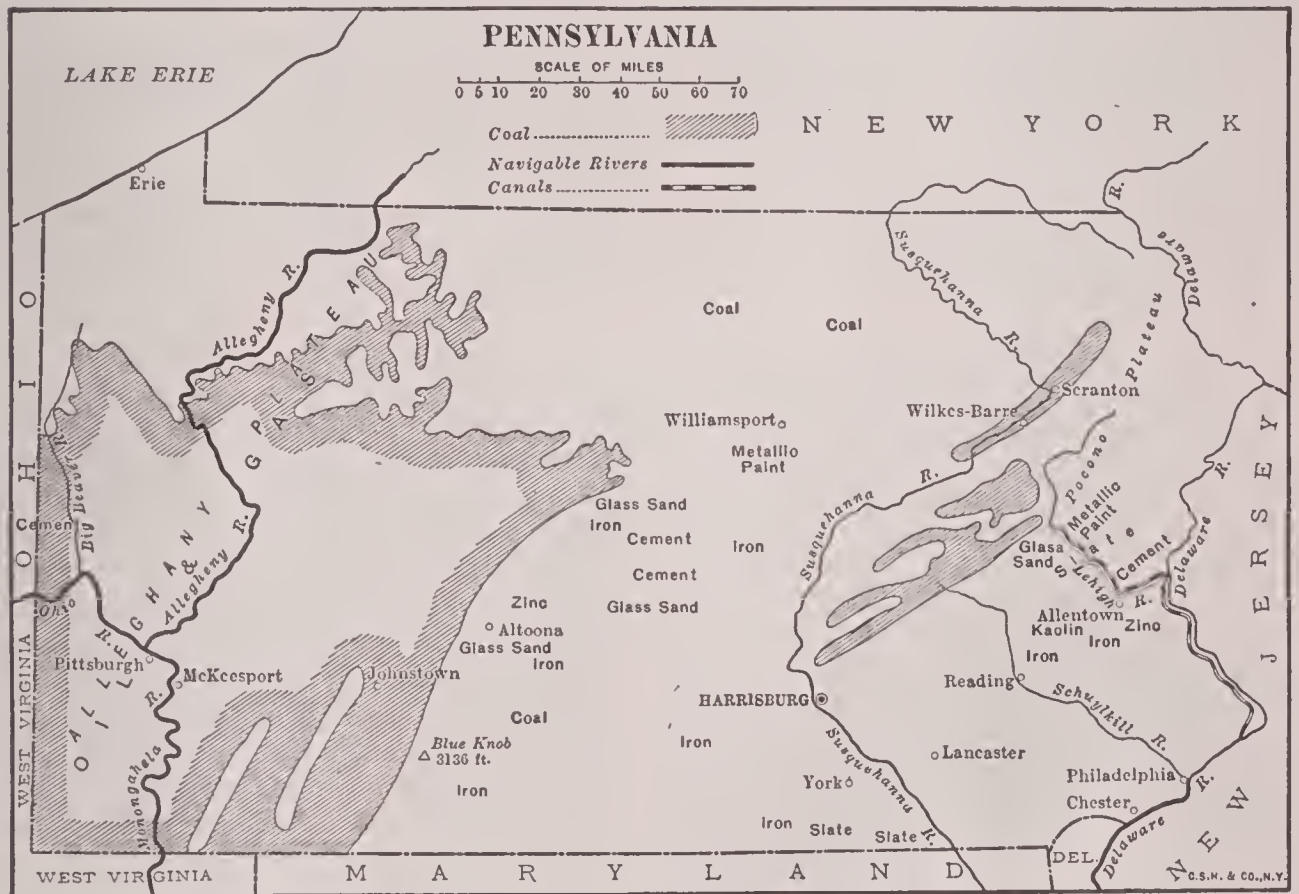 PENNSYLVANIA
SCALE OF MILES
0 5 10 20 30 40 50 60 70
Coal
Navigable Rivers
Canals
LAKE ERIE
NEW YORK
Erie
R.
Delaware
Susquehanna
R.
Allegheny R.
ALLEGHANY PLATEAU
OIL & GAS
OHIO
Coal
Coal
Pocono Plateau
Scranton
Wilkes-Barre
Williamsport
Metallic
Paint
Big Beaver R.
Cement
Glass Sand
Iron
Cement
Iron
Cement
Glass Sand
Susquehanna R.
Metallic
Paint
Slate
Cement
Glass
Sand
Lehigh R.
Delaware R.
Allegheny R.
Zinc
Altoona
Glass Sand
Iron
Allentown
Kaolin
Iron
Zinc
Iron
Ohio R.
Pittsburgh
McKeesport
Johnstown
Monongahela R.
WEST VIRGINIA
Reading
Schuylkill R.
HARRISBURG
Coal
Iron
Blue Knob
3136 ft.
Iron
Susquehanna R.
Lancaster
York
Philadelphia
Chester
Iron
Slate
Slate
Delaware R.
NEW JERSEY
DEL.
WEST VIRGINIA
MARYLAND
C.S.H. & CO., N.Y.